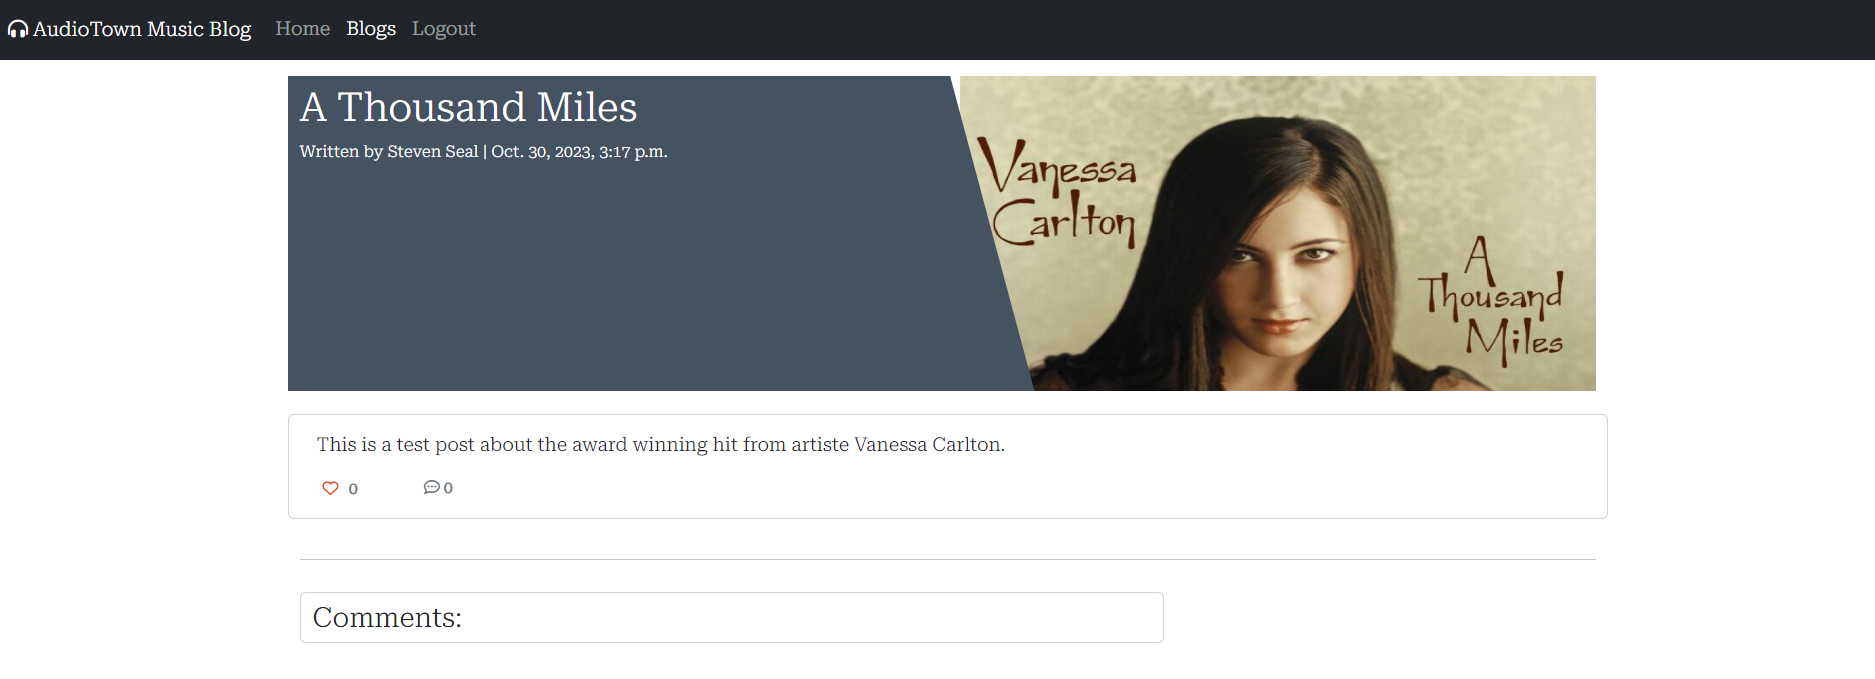 AudioTown Music Blog Home Blogs Logout
A Thousand Miles
Written by Steven Seal | Oct. 30, 2023, 3:17 p.m.
Vanessa
Carlton
A
Thousand
Miles
This is a test post about the award winning hit from artiste Vanessa Carlton.
0 0
Comments: